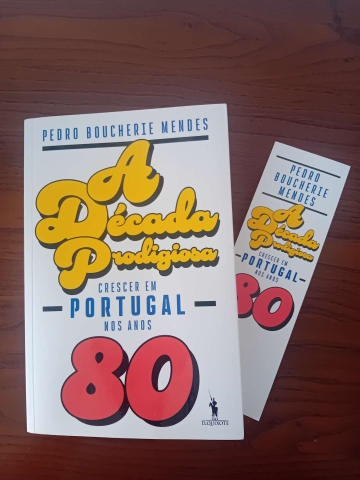 PEDRO BOUCHERIE MENDES
A
Década
Prodigiosa
CRESCER EM
PORTUGAL
NOS ANOS
80
D.QUIXOTE
PEDRO
BOUCHERIE
MENDES
A
Década
Prodigiosa
CRESCER EM
PORTUGAL
NOS ANOS
80